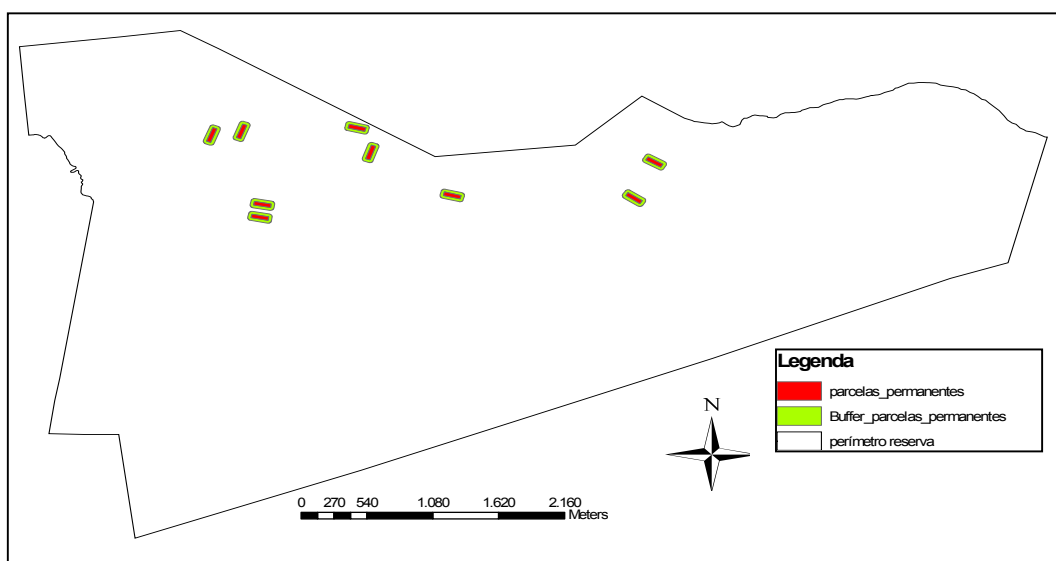 Legenda
parcelas_permanentes
Buffer_parcelas_permanentes
perímetro reserva
N
0 270 540 1.080 1.620 2.160
Meters